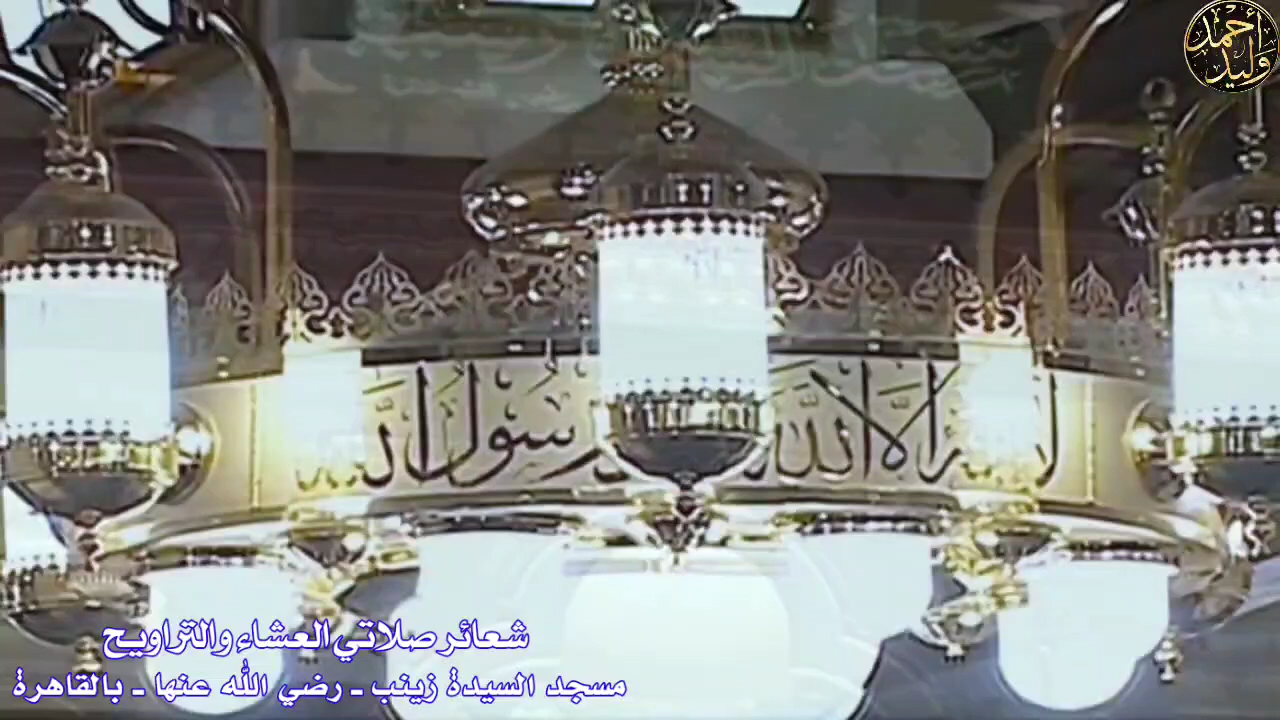 أحمد
وليد
لا إله إلا الله محمد رسول الله
شعائر صلاتي العشاء والتراويح
مسجد السيدة زينب - رضي الله عنها - بالقاهرة